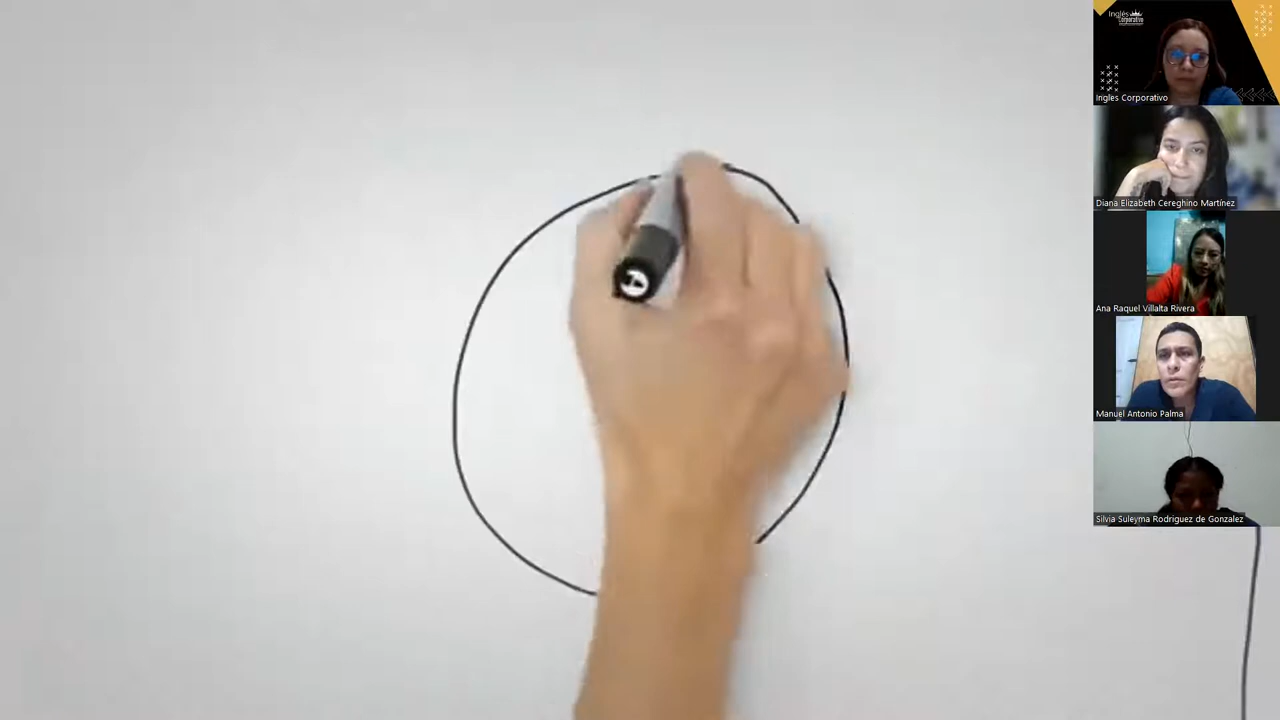 Inglés
Corporativo
Ingles Corporativo
Diana Elizabeth Cereghino Martínez
Ana Raquel Villalta Rivera
Manuel Antonio Palma
Silvia Suleyma Rodriguez de Gonzalez
A